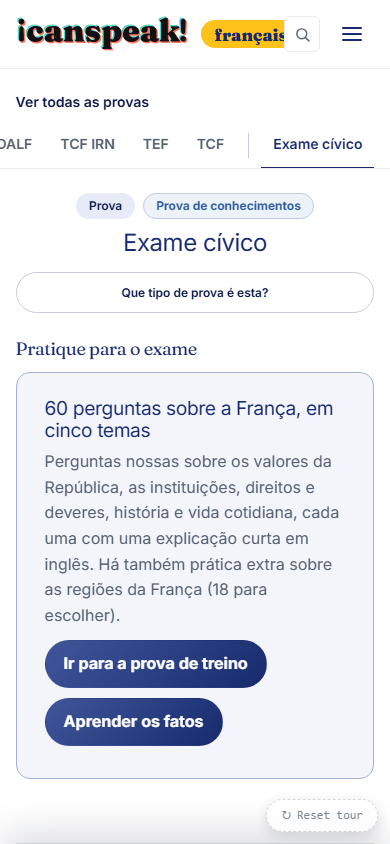 icanspeak! français
Ver todas as provas
DALF TCF IRN TEF TCF Exame cívico
Prova Prova de conhecimentos
Exame cívico
Que tipo de prova é esta?
Pratique para o exame
60 perguntas sobre a França, em
cinco temas
Perguntas nossas sobre os valores da
República, as instituições, direitos e
deveres, história e vida cotidiana, cada
uma com uma explicação curta em
inglês. Há também prática extra sobre
as regiões da França (18 para
escolher).
Ir para a prova de treino
Aprender os fatos
↻ Reset tour